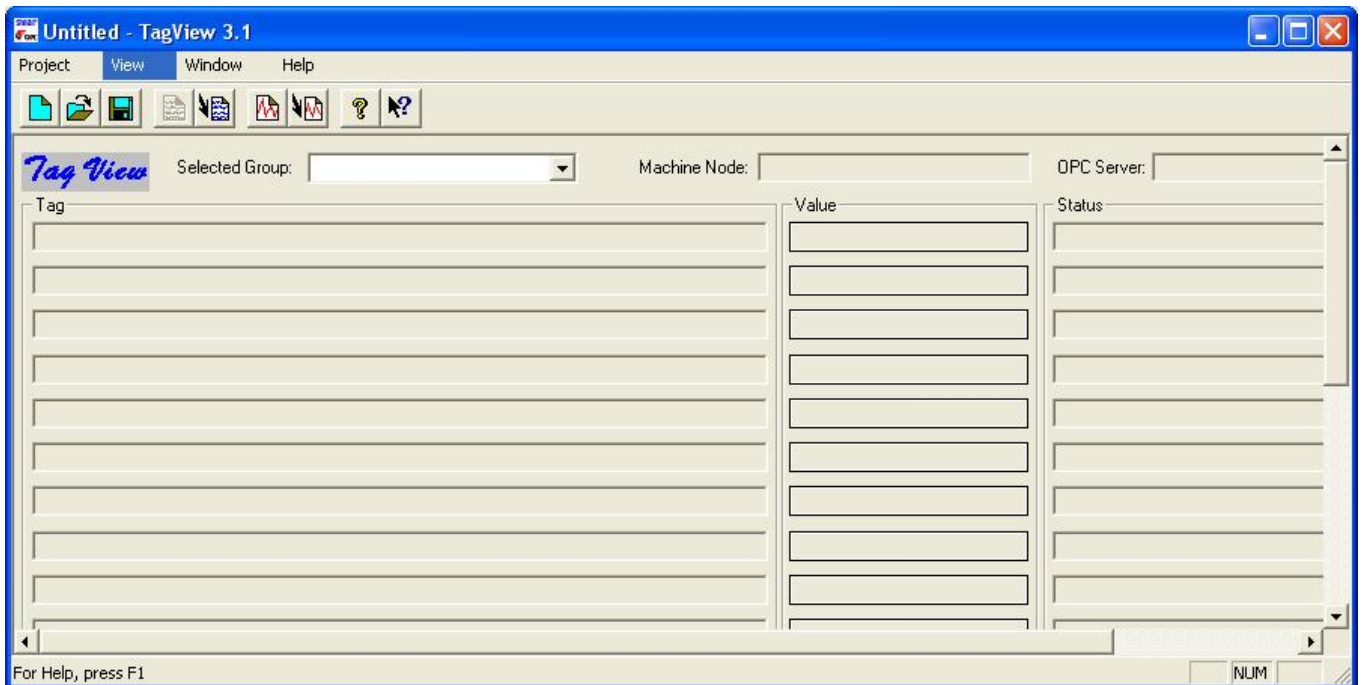 Untitled - TagView 3.1
Project View Window Help
Tag View Selected Group: Machine Node: OPC Server:
Tag Value Status
For Help, press F1 NUM